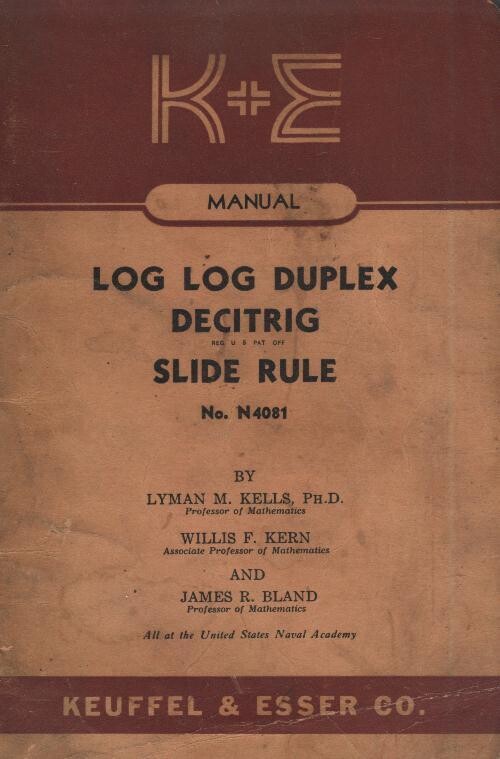 K+E
MANUAL
LOG LOG DUPLEX
DECITRIG
REG U S PAT OFF
SLIDE RULE
No. N4081
BY
LYMAN M. KELLS, PH.D.
Professor of Mathematics
WILLIS F. KERN
Associate Professor of Mathematics
AND
JAMES R. BLAND
Professor of Mathematics
All at the United States Naval Academy
KEUFFEL & ESSER CO.